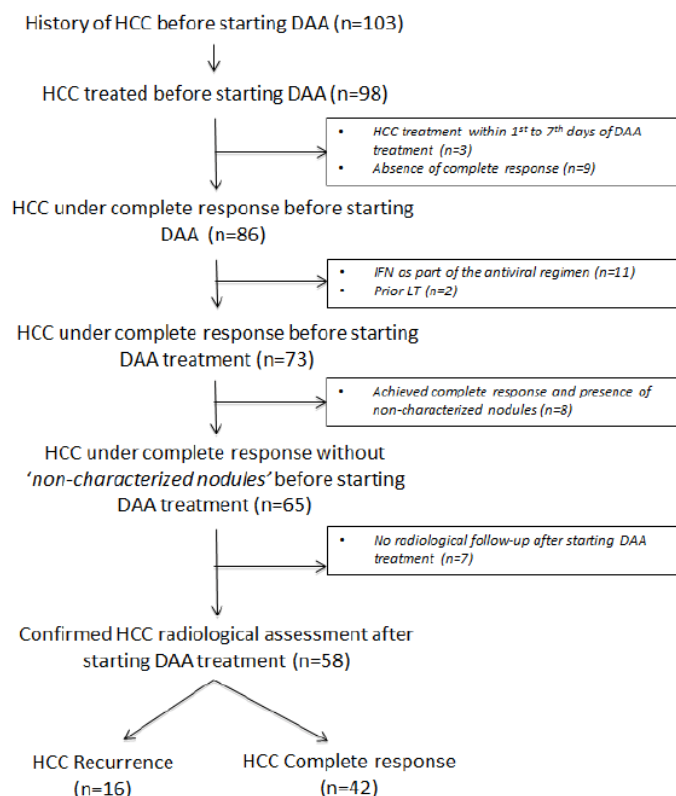 History of HCC before starting DAA (n=103)
HCC treated before starting DAA (n=98)
• HCC treatment within 1st to 7th days of DAA
treatment (n=3)
• Absence of complete response (n=9)
HCC under complete response before starting
DAA (n=86)
• IFN as part of the antiviral regimen (n=11)
• Prior LT (n=2)
HCC under complete response before starting
DAA treatment (n=73)
• Achieved complete response and presence of
non-characterized nodules (n=8)
HCC under complete response without
‘non-characterized nodules’ before starting
DAA treatment (n=65)
• No radiological follow-up after starting DAA
treatment (n=7)
Confirmed HCC radiological assessment after
starting DAA treatment (n=58)
HCC Recurrence
(n=16)
HCC Complete response
(n=42)